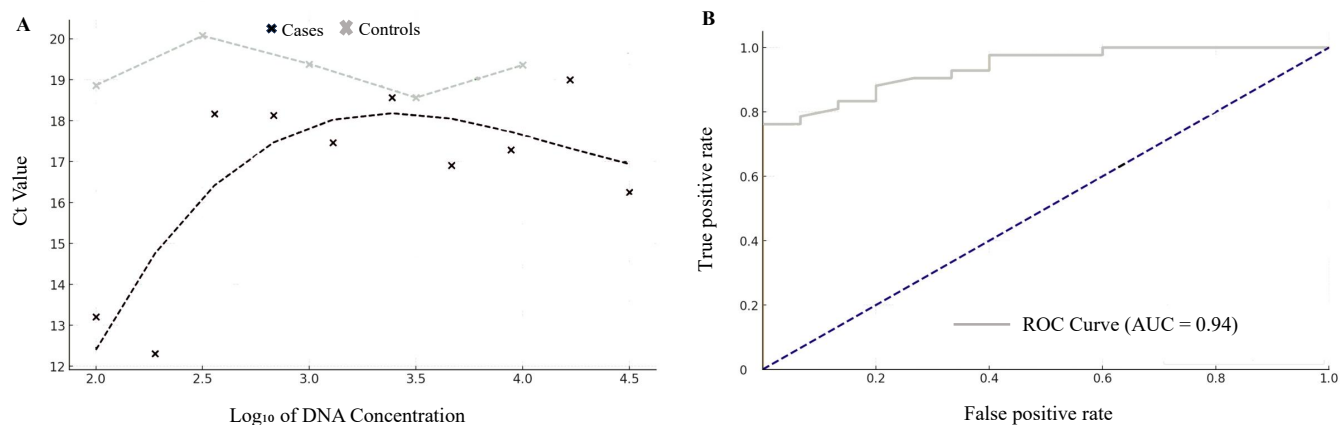 A
Cases Controls
Ct Value
20
19
18
17
16
15
14
13
12
2.0 2.5 3.0 3.5 4.0 4.5
Log₁₀ of DNA Concentration
B
True positive rate
1.0
0.8
0.6
0.4
0.2
0.0
0.2 0.4 0.6 0.8 1.0
False positive rate
ROC Curve (AUC = 0.94)